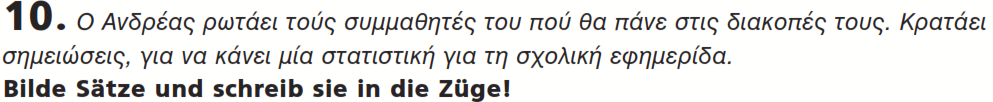 10. Ο Ανδρέας ρωτάει τούς συμμαθητές του πού θα πάνε στις διακοπές τους. Κρατάει
σημειώσεις, για να κάνει μία στατιστική για τη σχολική εφημερίδα.
Bilde Sätze und schreib sie in die Züge!